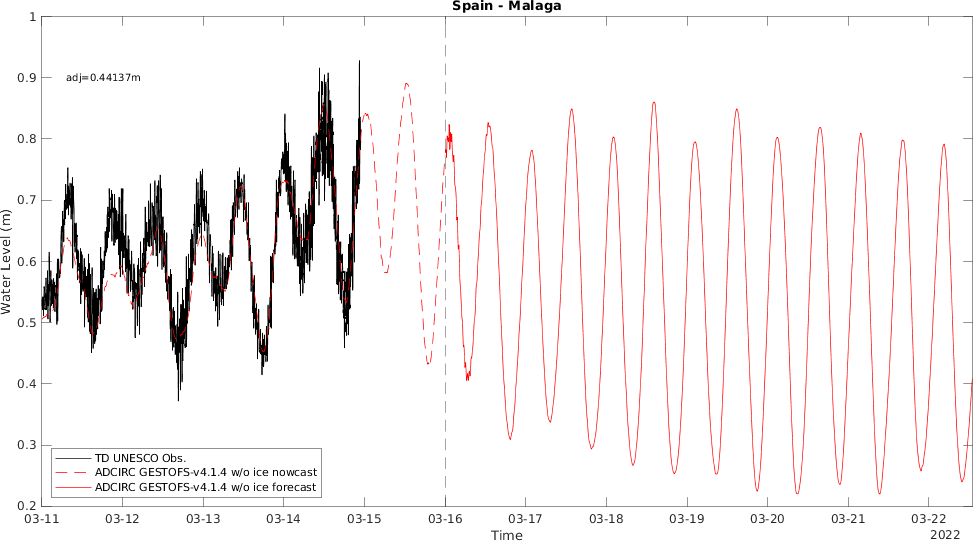 Spain - Malaga
1
0.9
0.8
0.7
0.6
0.5
0.4
0.3
0.2
Water Level (m)
adj=0.44137m
TD UNESCO Obs.
ADCIRC GESTOFS-v4.1.4 w/o ice nowcast
ADCIRC GESTOFS-v4.1.4 w/o ice forecast
03-11 03-12 03-13 03-14 03-15 03-16 03-17 03-18 03-19 03-20 03-21 03-22
Time
2022